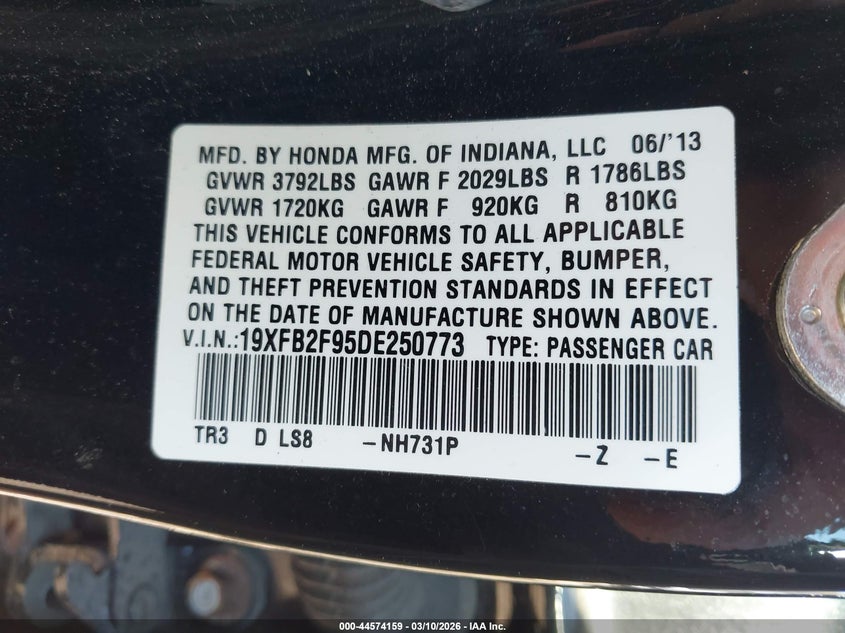 MFD. BY HONDA MFG. OF INDIANA, LLC 06/'13
GVWR 3792LBS GAWR F 2029LBS R 1786LBS
GVWR 1720KG GAWR F 920KG R 810KG
THIS VEHICLE CONFORMS TO ALL APPLICABLE
FEDERAL MOTOR VEHICLE SAFETY, BUMPER,
AND THEFT PREVENTION STANDARDS IN EFFECT
ON THE DATE OF MANUFACTURE SHOWN ABOVE.
V.I.N.:19XFB2F95DE250773 TYPE: PASSENGER CAR
TR3 D LS8 -NH731P -Z -E
000-44574159 — 03/10/2026 — IAA Inc.